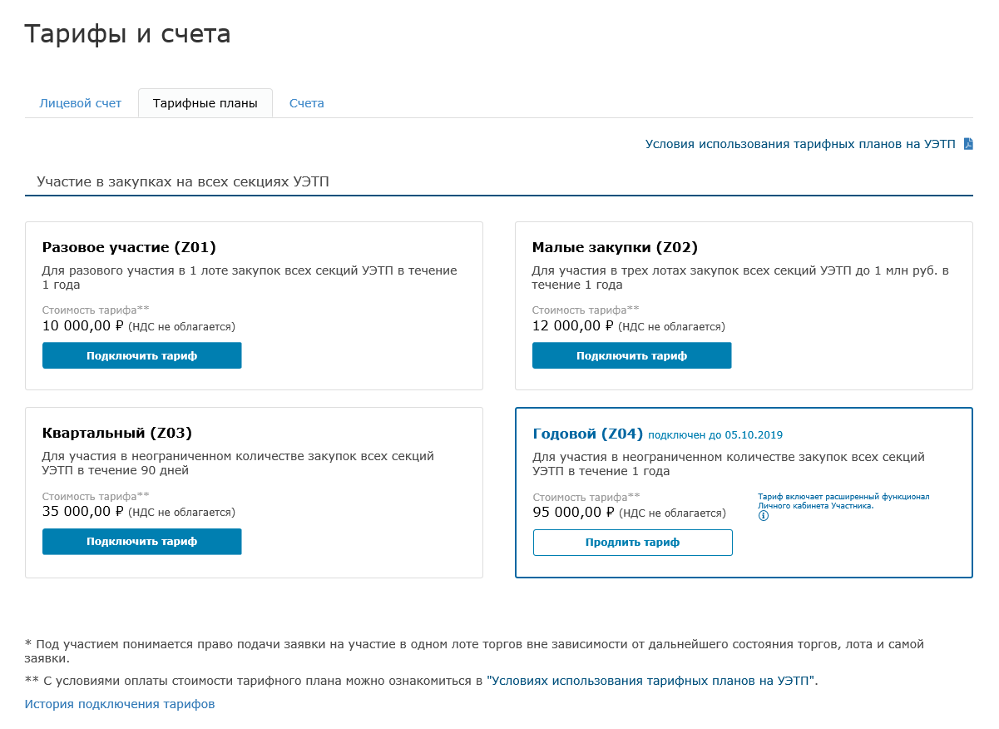 Тарифы и счета
Лицевой счет
Тарифные планы
Счета
Условия использования тарифных планов на УЭТП
Участие в закупках на всех секциях УЭТП
Разовое участие (Z01)
Для разового участия в 1 лоте закупок всех секций УЭТП в течение
1 года
Стоимость тарифа**
10 000,00 ₽ (НДС не облагается)
Подключить тариф
Малые закупки (Z02)
Для участия в трех лотах закупок всех секций УЭТП до 1 млн руб. в
течение 1 года
Стоимость тарифа**
12 000,00 ₽ (НДС не облагается)
Подключить тариф
Квартальный (Z03)
Для участия в неограниченном количестве закупок всех секций
УЭТП в течение 90 дней
Стоимость тарифа**
35 000,00 ₽ (НДС не облагается)
Подключить тариф
Годовой (Z04) подключен до 05.10.2019
Для участия в неограниченном количестве закупок всех секций
УЭТП в течение 1 года
Стоимость тарифа**
95 000,00 ₽ (НДС не облагается)
Тариф включает расширенный функционал
Личного кабинета Участника.
Продлить тариф
* Под участием понимается право подачи заявки на участие в одном лоте торгов вне зависимости от дальнейшего состояния торгов, лота и самой
заявки.
** С условиями оплаты стоимости тарифного плана можно ознакомиться в "Условиях использования тарифных планов на УЭТП".
История подключения тарифов